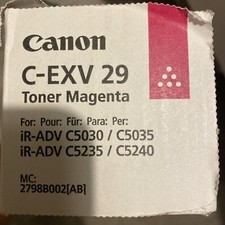 Canon
C-EXV 29
Toner Magenta
For: Pour: Für: Para: Per:
iR-ADV C5030 / C5035
iR-ADV C5235 / C5240
MC:
2798B002[AB]